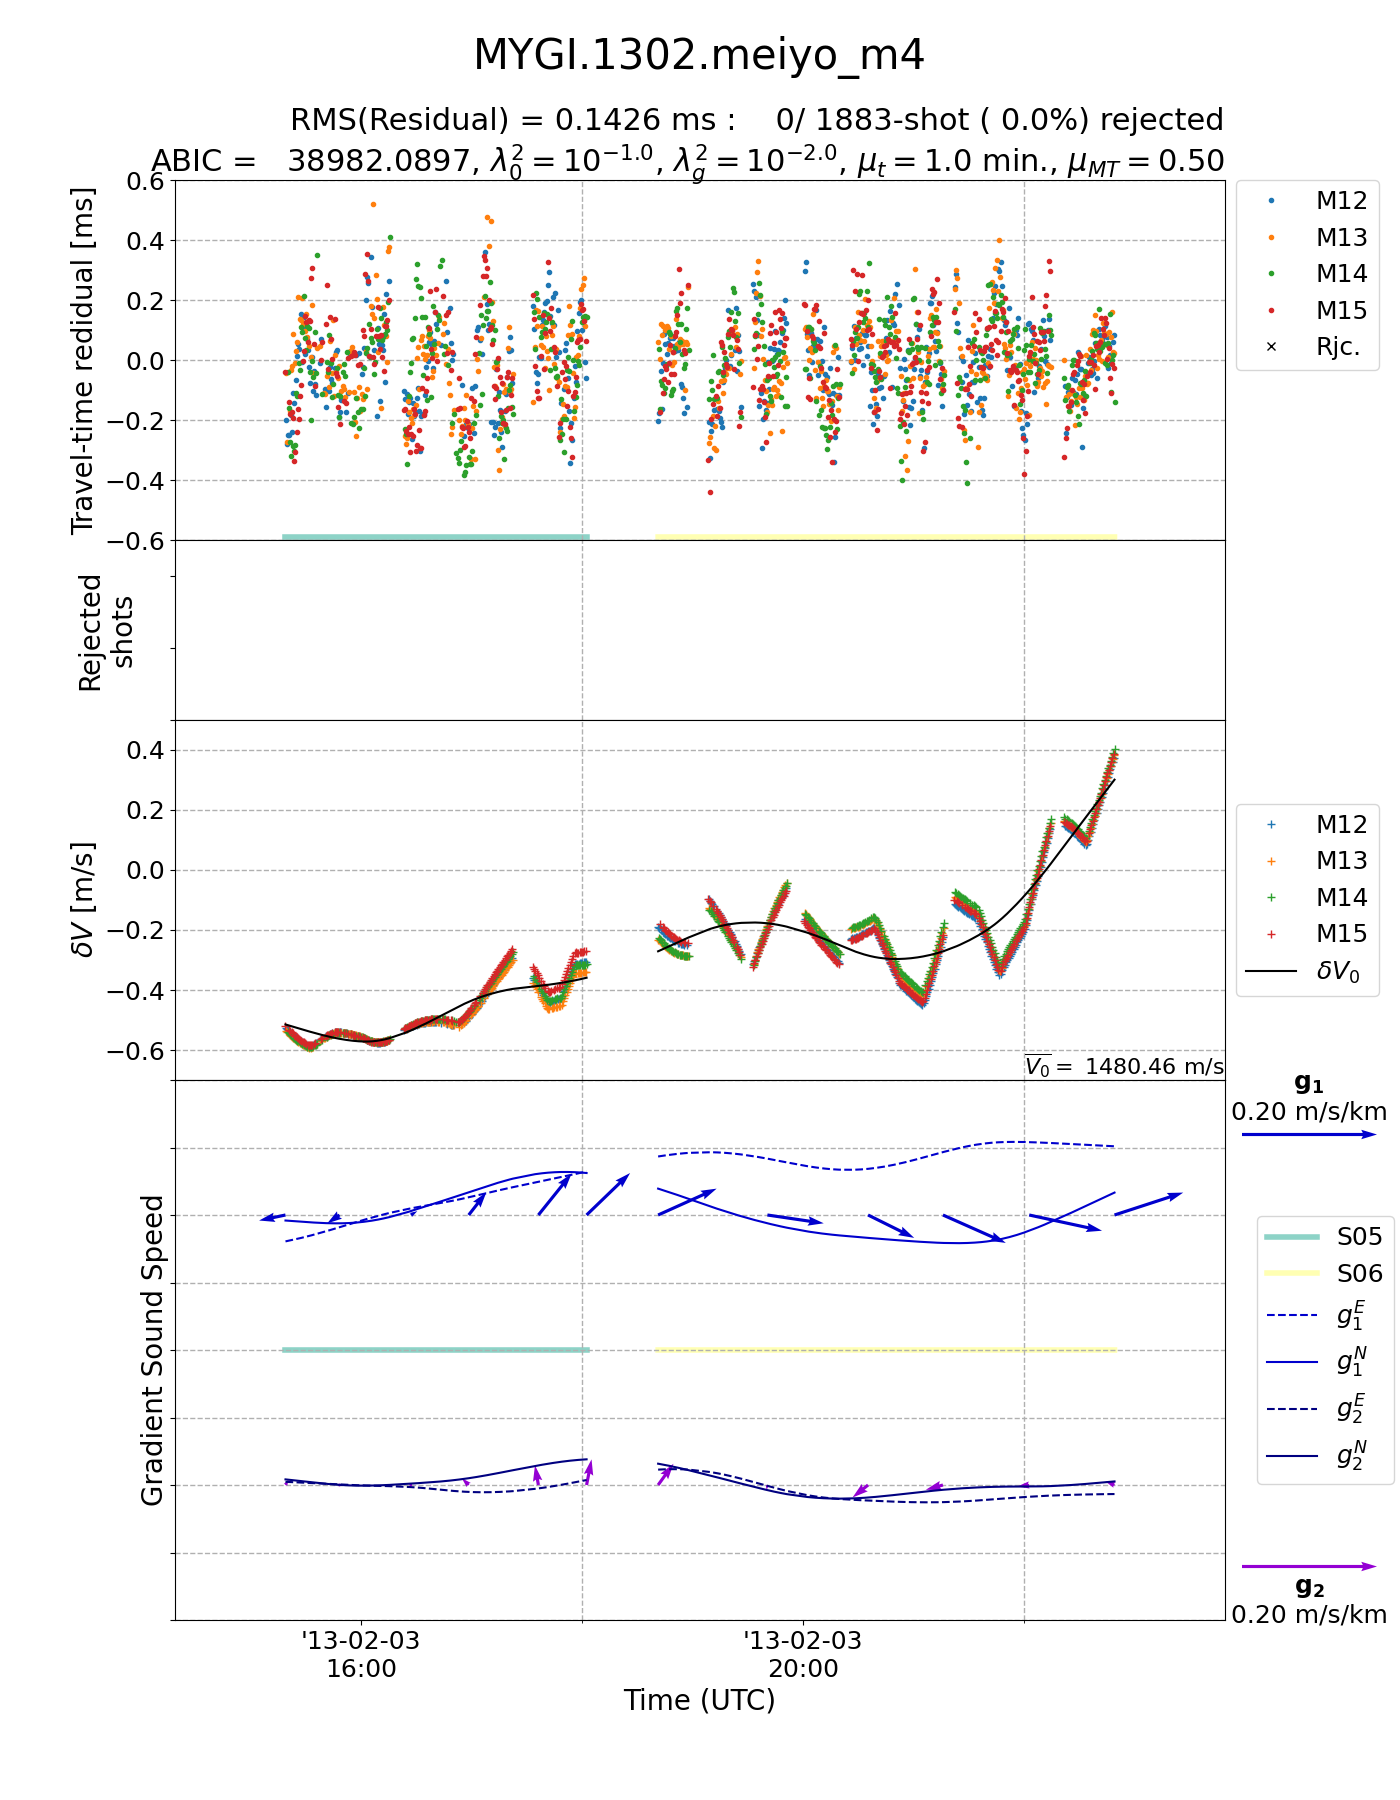 MYGI.1302.meiyo_m4
RMS(Residual) = 0.1426 ms :    0/ 1883-shot ( 0.0%) rejected
ABIC =   38982.0897, λ₀² = 10⁻¹·⁰, λ_g² = 10⁻²·⁰, μ_t = 1.0 min., μ_MT = 0.50
Travel-time redidual [ms]
0.6
0.4
0.2
0.0
−0.2
−0.4
−0.6
M12
M13
M14
M15
Rjc.
Rejected
shots
δV [m/s]
0.4
0.2
0.0
−0.2
−0.4
−0.6
M12
M13
M14
M15
δV₀
V̅₀ = 1480.46 m/s
g₁
0.20 m/s/km
Gradient Sound Speed
S05
S06
g₁ᴱ
g₁ᴺ
g₂ᴱ
g₂ᴺ
g₂
0.20 m/s/km
'13-02-03
16:00
'13-02-03
20:00
Time (UTC)